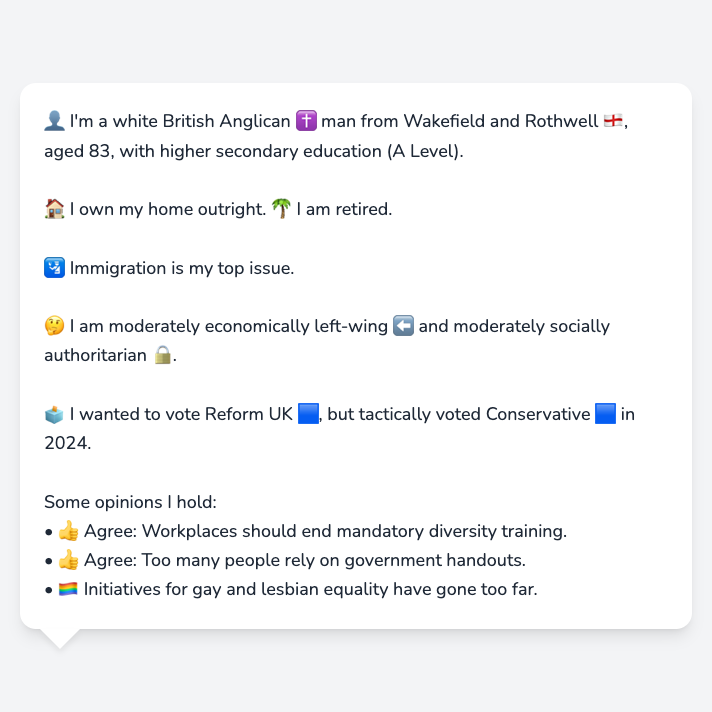 👤 I'm a white British Anglican ✝️ man from Wakefield and Rothwell 🏴󠁧󠁢󠁥󠁮󠁧󠁿,
aged 83, with higher secondary education (A Level).
🏠 I own my home outright. 🌴 I am retired.
🛂 Immigration is my top issue.
🤔 I am moderately economically left-wing ⬅️ and moderately socially
authoritarian 🔒.
🗳️ I wanted to vote Reform UK 🟦, but tactically voted Conservative 🟦 in
2024.
Some opinions I hold:
• 👍 Agree: Workplaces should end mandatory diversity training.
• 👍 Agree: Too many people rely on government handouts.
• 🏳️‍🌈 Initiatives for gay and lesbian equality have gone too far.